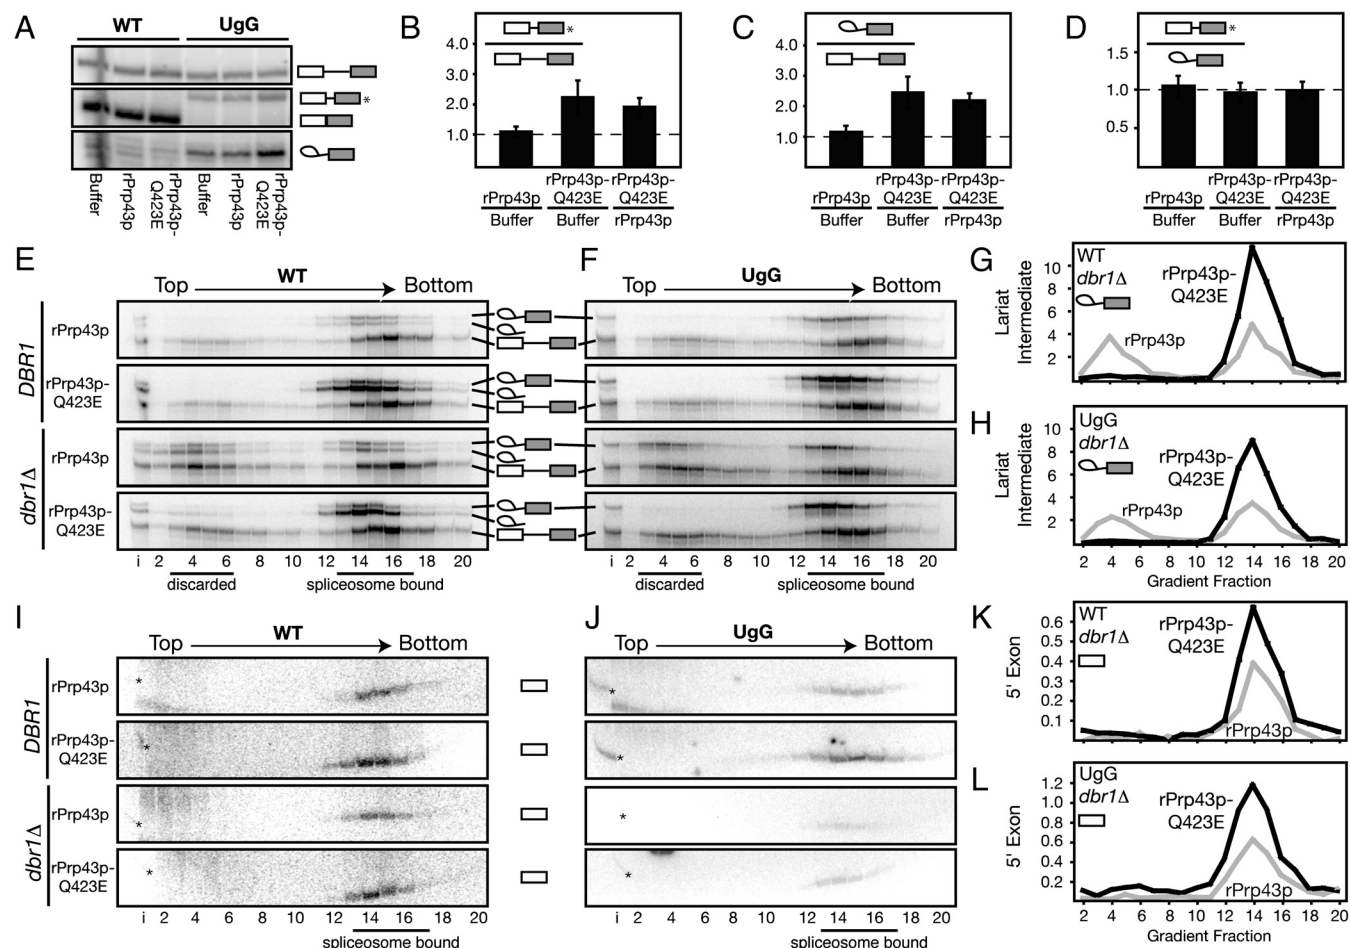 A
WT
UgG
*
Buffer
rPrp43p
rPrp43p-
Q423E
Buffer
rPrp43p
rPrp43p-
Q423E
B
*
4.0
3.0
2.0
1.0
rPrp43p
Buffer
rPrp43p-
Q423E
Buffer
rPrp43p-
Q423E
rPrp43p
C
4.0
3.0
2.0
1.0
rPrp43p
Buffer
rPrp43p-
Q423E
Buffer
rPrp43p-
Q423E
rPrp43p
D
*
1.5
1.0
0.5
rPrp43p
Buffer
rPrp43p-
Q423E
Buffer
rPrp43p-
Q423E
rPrp43p
E
WT
Top
Bottom
DBR1
rPrp43p
rPrp43p-
Q423E
dbr1Δ
rPrp43p
rPrp43p-
Q423E
i 2 4 6 8 10 12 14 16 18 20
discarded
spliceosome bound
F
UgG
Top
Bottom
i 2 4 6 8 10 12 14 16 18 20
discarded
spliceosome bound
G
WT
dbr1Δ
rPrp43p-
Q423E
rPrp43p
Lariat
Intermediate
10
8
6
4
2
H
UgG
dbr1Δ
rPrp43p-
Q423E
rPrp43p
Lariat
Intermediate
10
8
6
4
2
2 4 6 8 10 12 14 16 18 20
Gradient Fraction
I
WT
Top
Bottom
DBR1
rPrp43p
*
rPrp43p-
Q423E
*
dbr1Δ
rPrp43p
*
rPrp43p-
Q423E
*
i 2 4 6 8 10 12 14 16 18 20
spliceosome bound
J
UgG
Top
Bottom
*
*
*
*
i 2 4 6 8 10 12 14 16 18 20
spliceosome bound
K
WT
dbr1Δ
rPrp43p-
Q423E
rPrp43p
5' Exon
0.6
0.5
0.4
0.3
0.2
0.1
2 4 6 8 10 12 14 16 18 20
L
UgG
dbr1Δ
rPrp43p-
Q423E
rPrp43p
5' Exon
1.2
1.0
0.8
0.6
0.4
0.2
2 4 6 8 10 12 14 16 18 20
Gradient Fraction